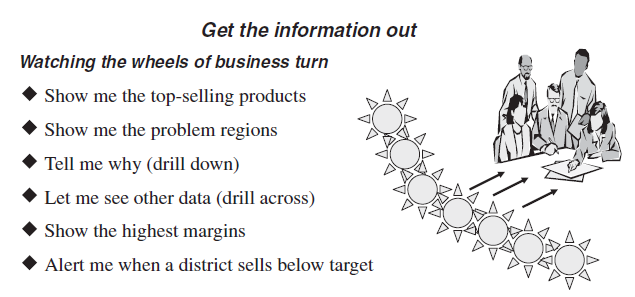 Get the information out
Watching the wheels of business turn
◆ Show me the top-selling products
◆ Show me the problem regions
◆ Tell me why (drill down)
◆ Let me see other data (drill across)
◆ Show the highest margins
◆ Alert me when a district sells below target